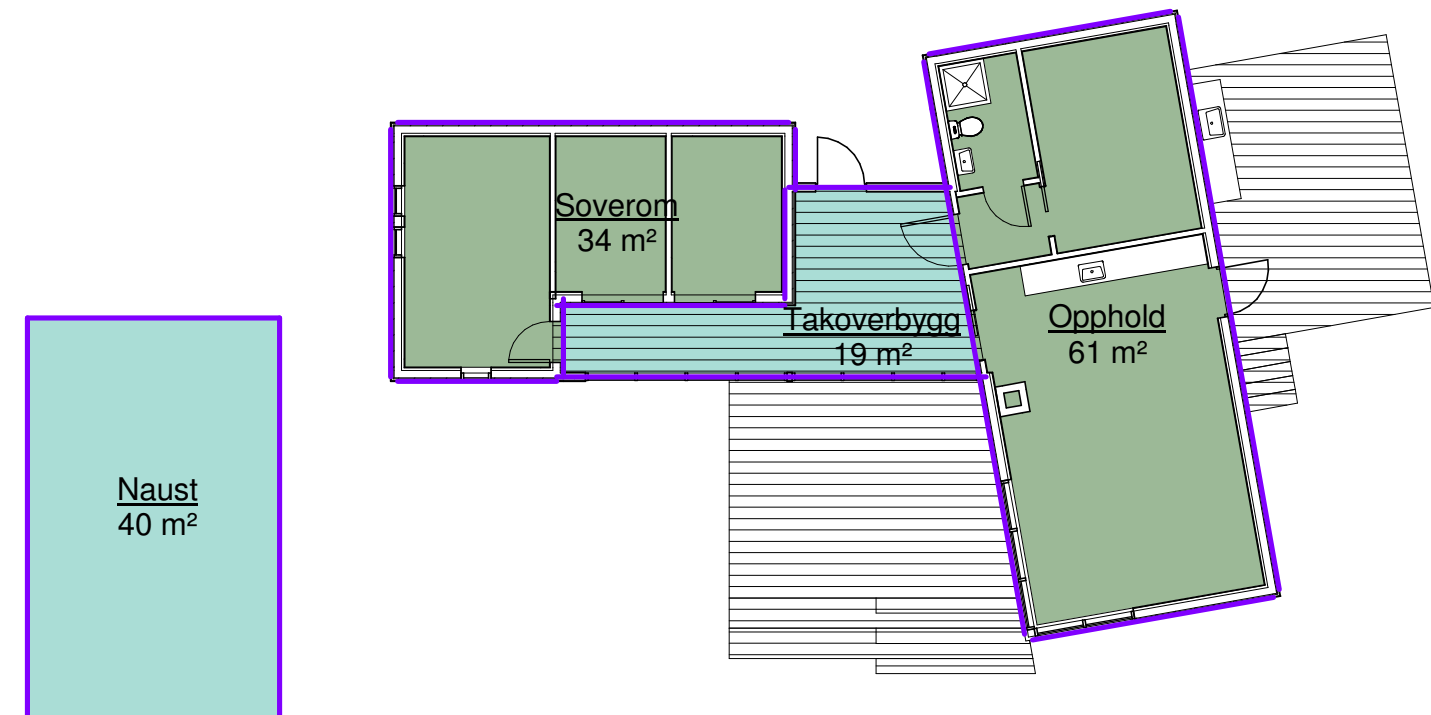 Soverom
34 m²
Takoverbygg
19 m²
Opphold
61 m²
Naust
40 m²